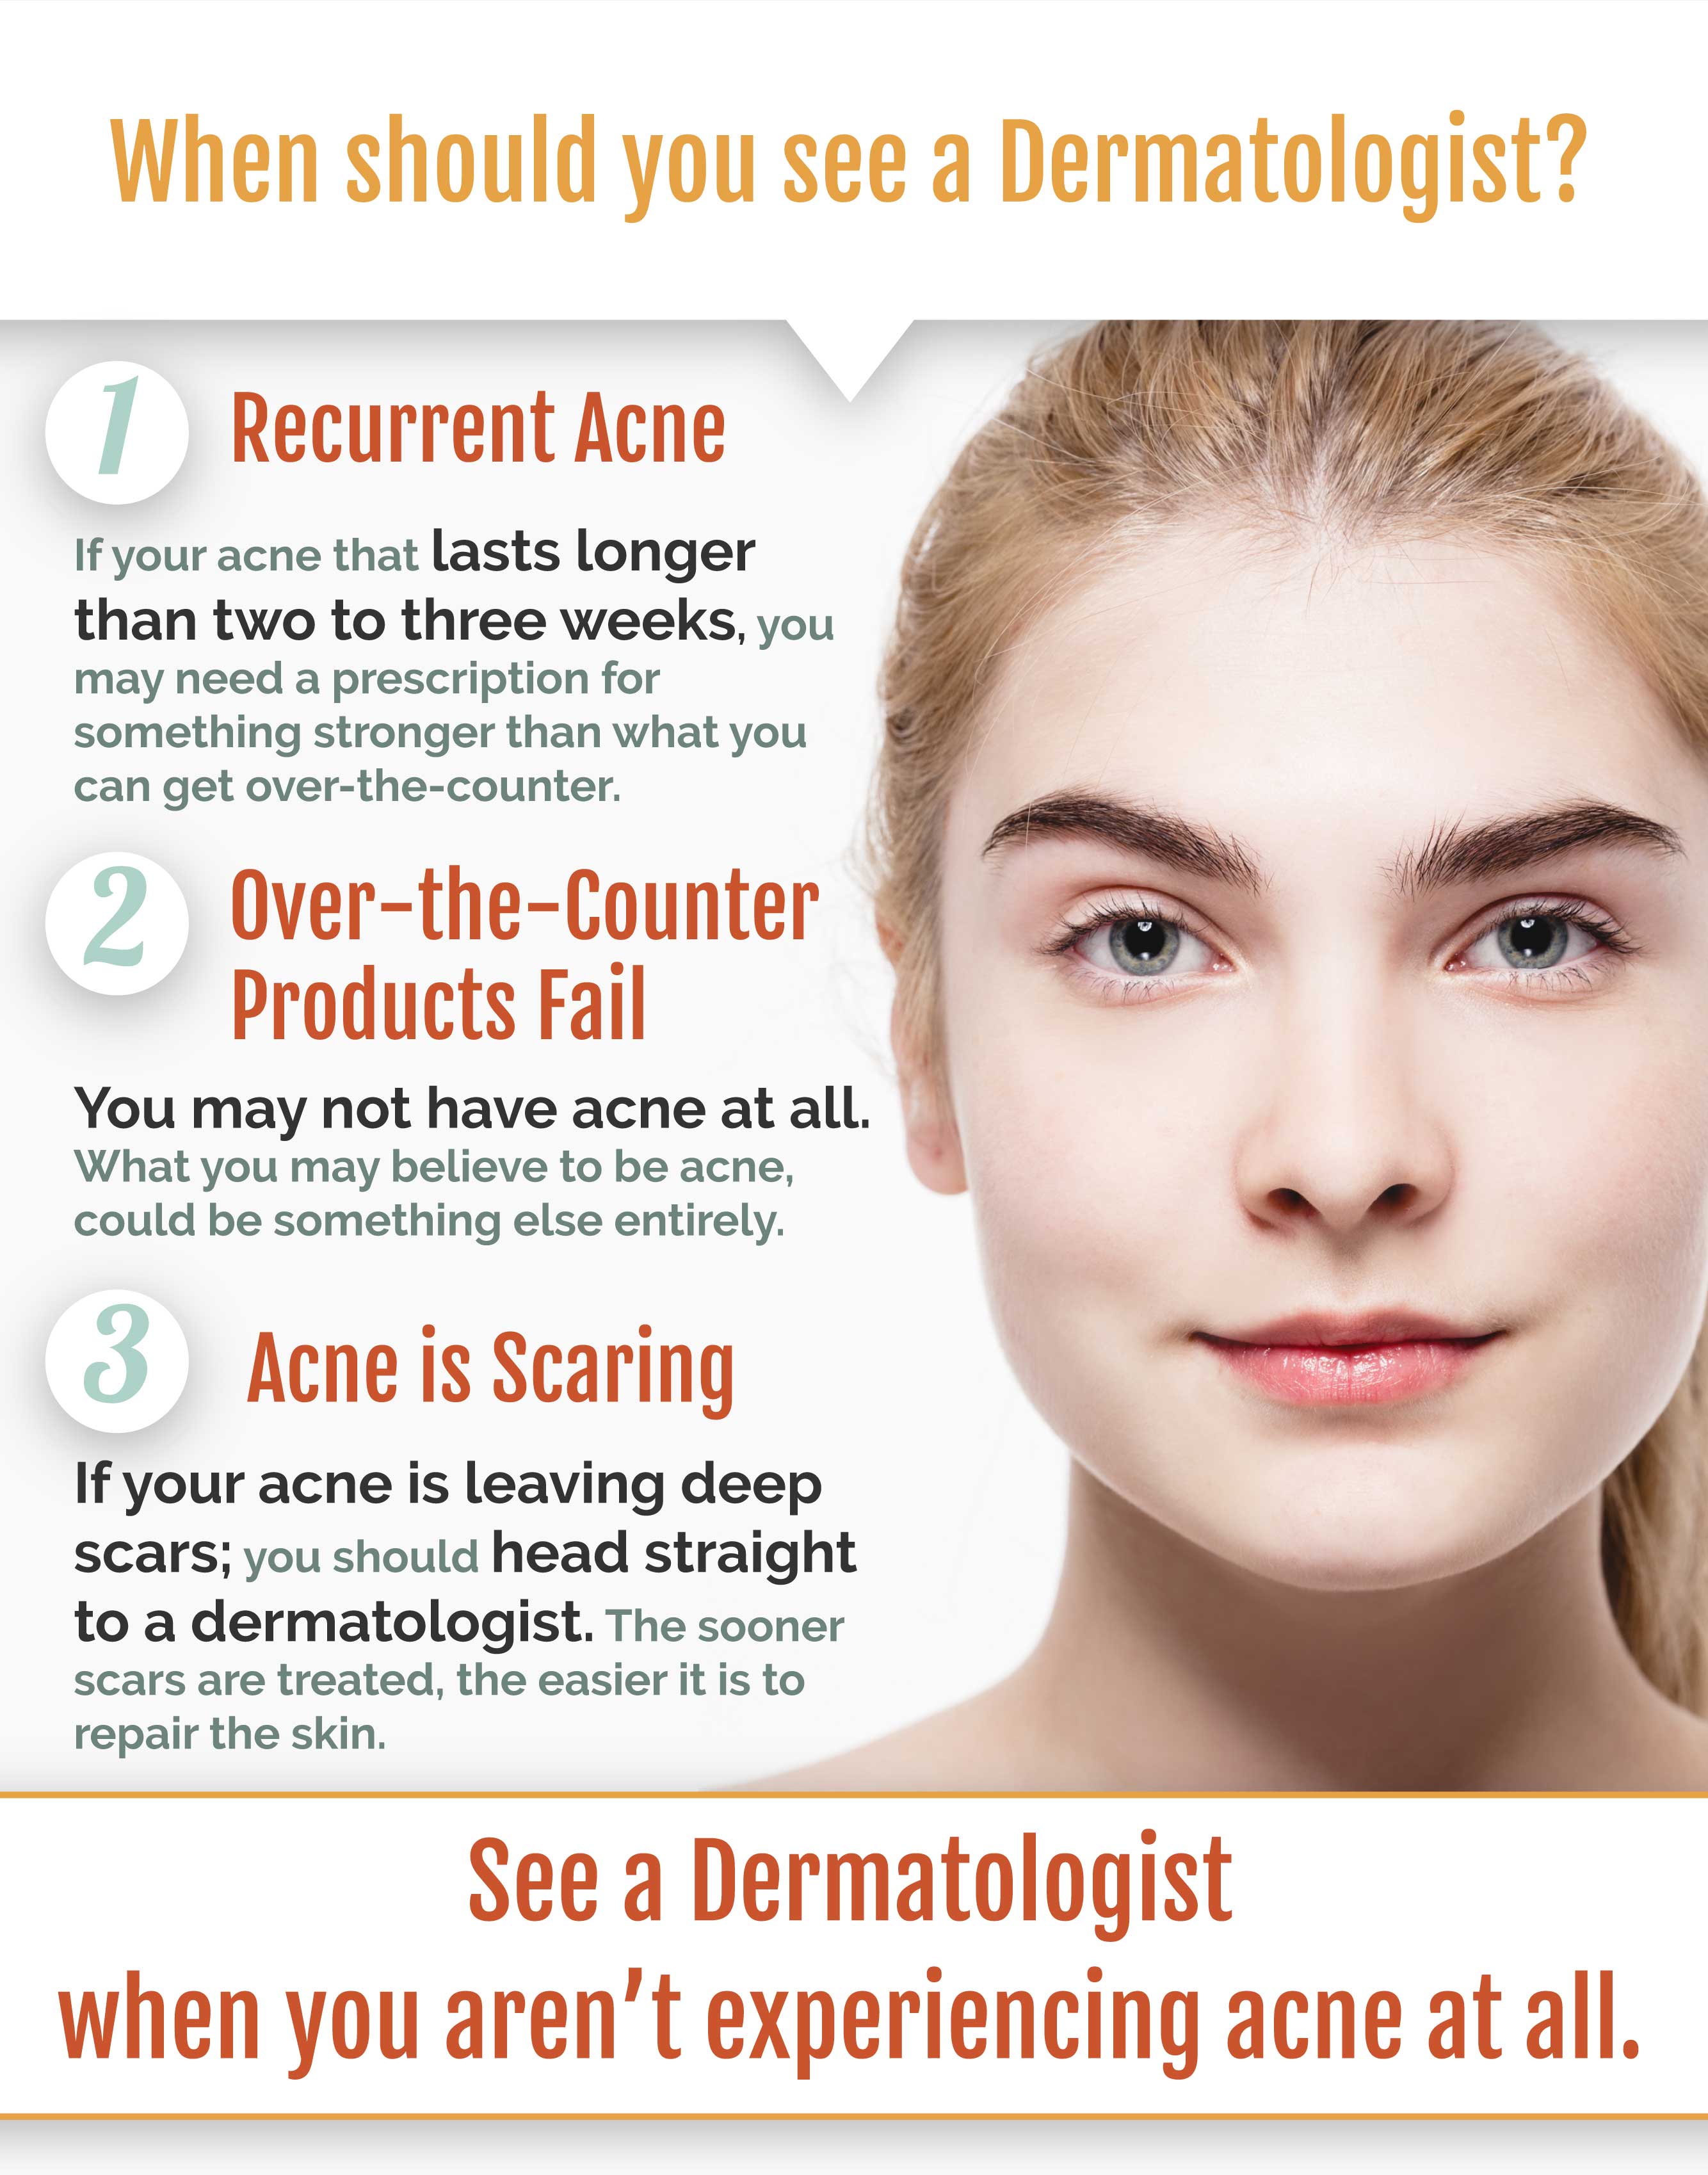 When should you see a Dermatologist?
1
Recurrent Acne
If your acne that lasts longer
than two to three weeks, you
may need a prescription for
something stronger than what you
can get over-the-counter.
2
Over-the-Counter
Products Fail
You may not have acne at all.
What you may believe to be acne,
could be something else entirely.
3
Acne is Scaring
If your acne is leaving deep
scars; you should head straight
to a dermatologist. The sooner
scars are treated, the easier it is to
repair the skin.
See a Dermatologist
when you aren't experiencing acne at all.